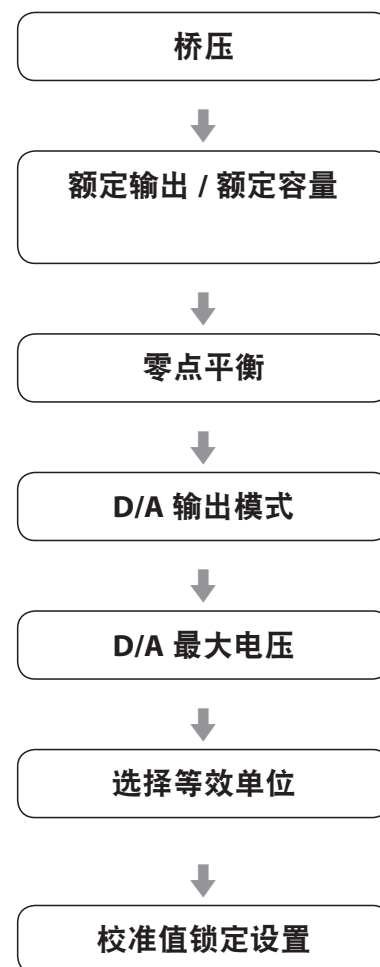 桥压
额定输出 / 额定容量
零点平衡
D/A 输出模式
D/A 最大电压
选择等效单位
校准值锁定设置